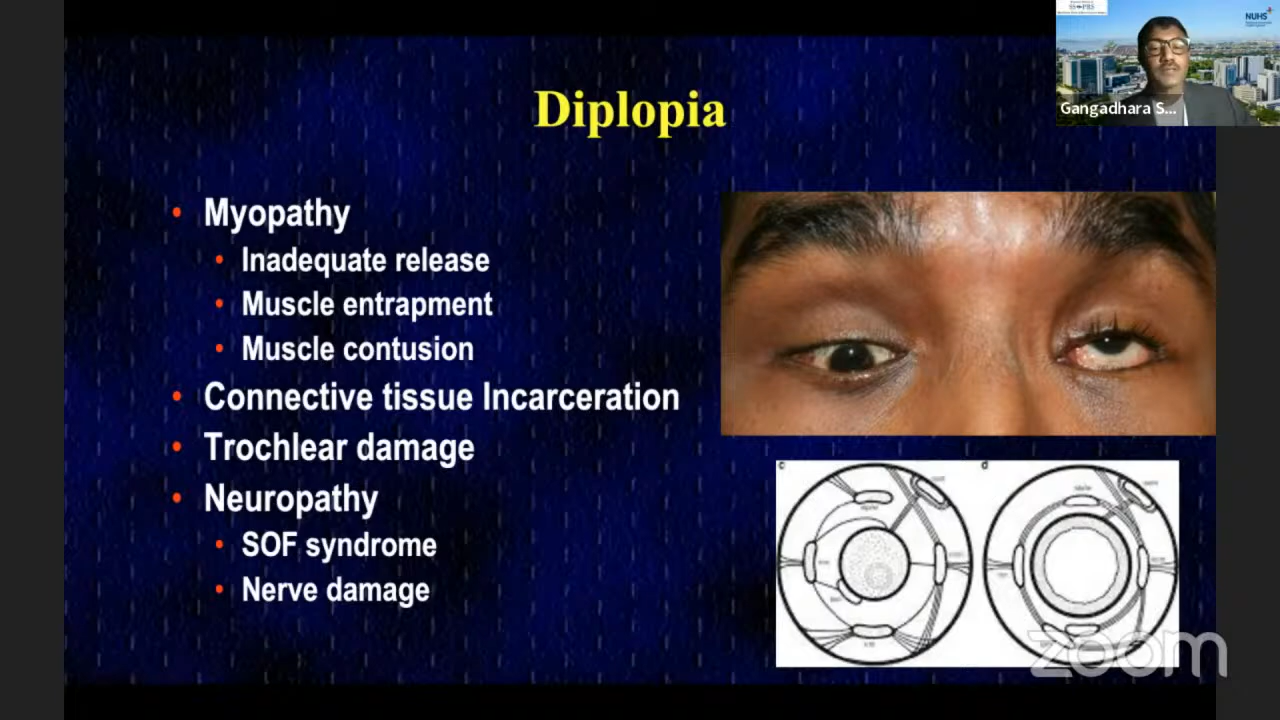 NUHS
Gangadhara S...
Diplopia
• Myopathy
• Inadequate release
• Muscle entrapment
• Muscle contusion
• Connective tissue Incarceration
• Trochlear damage
• Neuropathy
• SOF syndrome
• Nerve damage
c
d
zoom